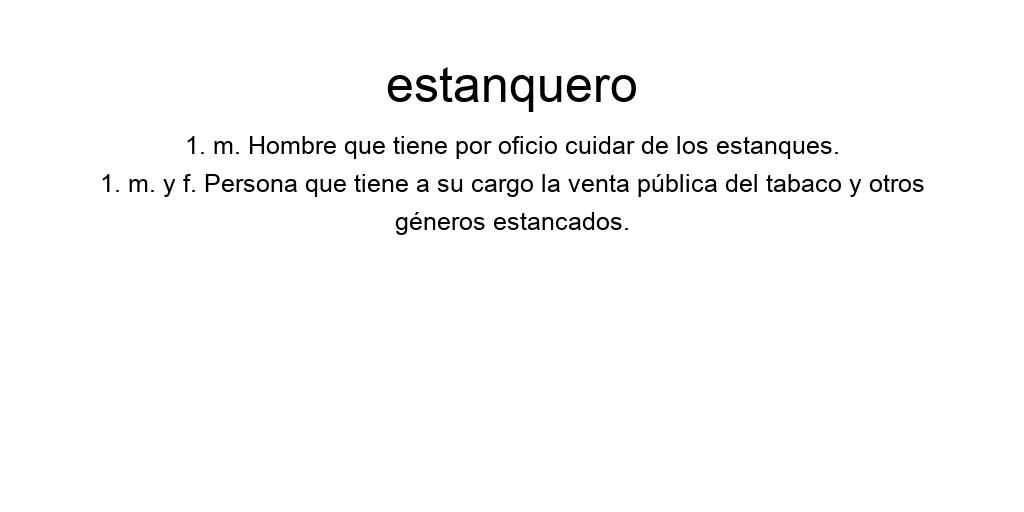 estanquero
1. m. Hombre que tiene por oficio cuidar de los estanques.
1. m. y f. Persona que tiene a su cargo la venta pública del tabaco y otros
géneros estancados.